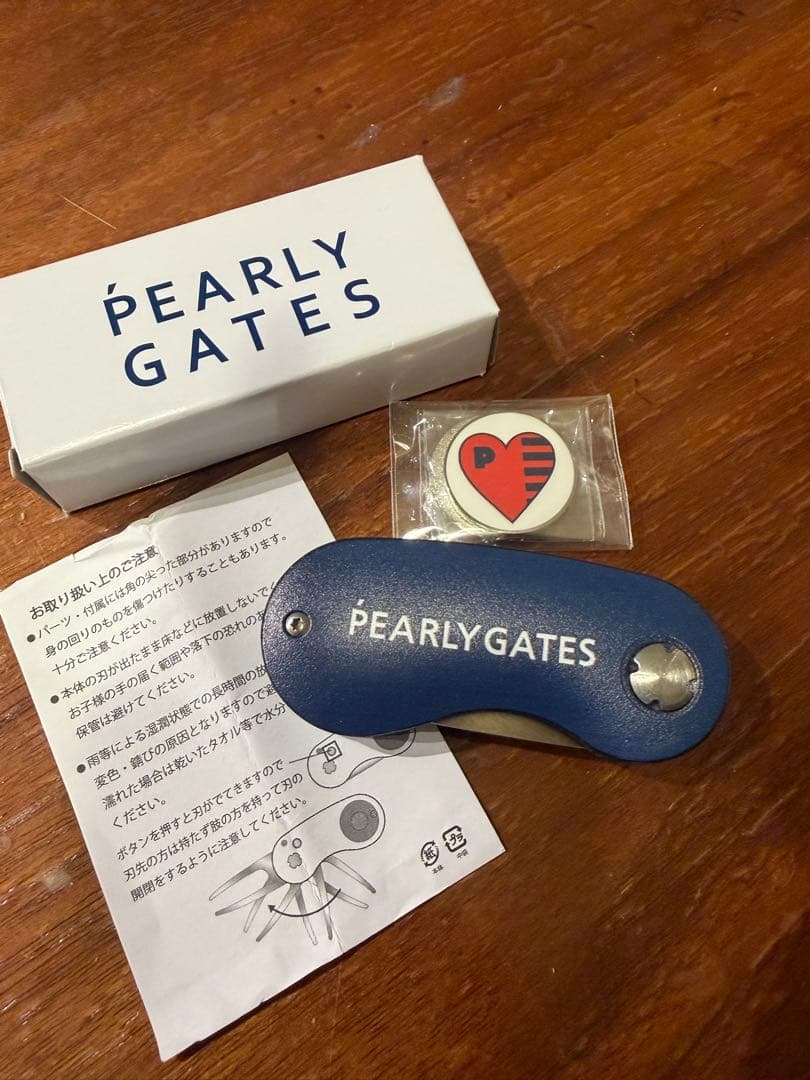 ṔEARLY
GATES
P
ṔEARLYGATES
お取り扱い上のご注意
●パーツ・付属には角の尖った部分がありますので
身の回りのものを傷つけたりすることもあります。
十分ご注意ください。
●本体の刃が出たまま床などに放置しないでく
お子様の手の届く範囲や落下の恐れのあ
保管は避けてください。
●雨等による湿潤状態での長時間の放
変色・錆びの原因となりますので避
濡れた場合は乾いたタオル等で水分
ください。
ボタンを押すと刃がでてきますので
刃先の方は持たず肢の方を持って刃の
開閉をするように注意してください。
紙 プラ
本体 中袋